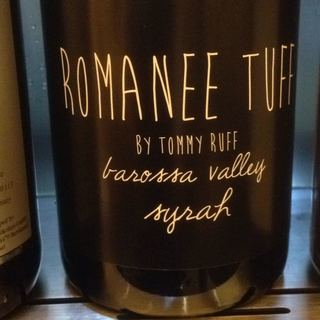 ROMANEE TUFF
BY TOMMY RUFF
barossa valley
syrah